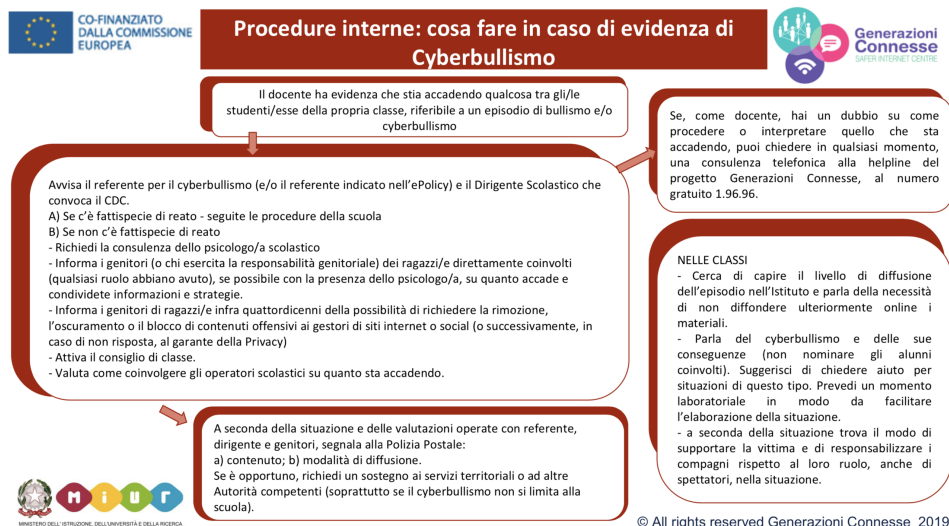 CO-FINANZIATO
DALLA COMMISSIONE
EUROPEA
Procedure interne: cosa fare in caso di evidenza di
Cyberbullismo
Generazioni
Connesse
SAFER INTERNET CENTRE
Il docente ha evidenza che stia accadendo qualcosa tra gli/le
studenti/esse della propria classe, riferibile a un episodio di bullismo e/o
cyberbullismo
Se, come docente, hai un dubbio su come
procedere o interpretare quello che sta
accadendo, puoi chiedere in qualsiasi momento,
una consulenza telefonica alla helpline del
progetto Generazioni Connesse, al numero
gratuito 1.96.96.
Avvisa il referente per il cyberbullismo (e/o il referente indicato nell'ePolicy) e il Dirigente Scolastico che
convoca il CDC.
A) Se c'è fattispecie di reato - seguite le procedure della scuola
B) Se non c'è fattispecie di reato
- Richiedi la consulenza dello psicologo/a scolastico
- Informa i genitori (o chi esercita la responsabilità genitoriale) dei ragazzi/e direttamente coinvolti
(qualsiasi ruolo abbiano avuto), se possibile con la presenza dello psicologo/a, su quanto accade e
condividete informazioni e strategie.
- Informa i genitori di ragazzi/e infra quattordicenni della possibilità di richiedere la rimozione,
l'oscuramento o il blocco di contenuti offensivi ai gestori di siti internet o social (o successivamente, in
caso di non risposta, al garante della Privacy)
- Attiva il consiglio di classe.
- Valuta come coinvolgere gli operatori scolastici su quanto sta accadendo.
NELLE CLASSI
- Cerca di capire il livello di diffusione
dell'episodio nell'Istituto e parla della necessità
di non diffondere ulteriormente online i
materiali.
- Parla del cyberbullismo e delle sue
conseguenze (non nominare gli alunni
coinvolti). Suggerisci di chiedere aiuto per
situazioni di questo tipo. Prevedi un momento
laboratoriale in modo da facilitare
l'elaborazione della situazione.
- a seconda della situazione trova il modo di
supportare la vittima e di responsabilizzare i
compagni rispetto al loro ruolo, anche di
spettatori, nella situazione.
A seconda della situazione e delle valutazioni operate con referente,
dirigente e genitori, segnala alla Polizia Postale:
a) contenuto; b) modalità di diffusione.
Se è opportuno, richiedi un sostegno ai servizi territoriali o ad altre
Autorità competenti (soprattutto se il cyberbullismo non si limita alla
scuola).
miur
MINISTERO DELL'ISTRUZIONE, DELL'UNIVERSITÀ E DELLA RICERCA
© All rights reserved Generazioni Connesse 2019